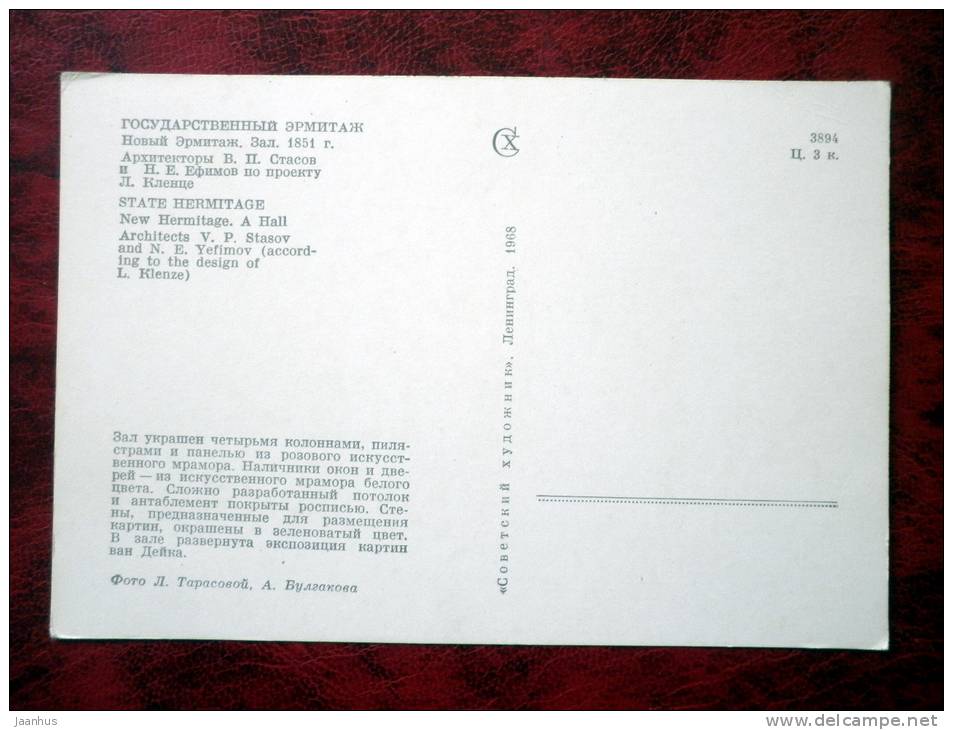 ГОСУДАРСТВЕННЫЙ ЭРМИТАЖ
Новый Эрмитаж. Зал. 1851 г.
Архитекторы В. П. Стасов
и Н. Е. Ефимов по проекту
Л. Кленце
STATE HERMITAGE
New Hermitage. A Hall
Architects V. P. Stasov
and N. E. Yefimov (accord-
ing to the design of
L. Klenze)
Зал украшен четырьмя колоннами, пиля-
страми и панелью из розового искусст-
венного мрамора. Наличники окон и две-
рей — из искусственного мрамора белого
цвета. Сложно разработанный потолок
и антаблемент покрыты росписью. Сте-
ны, предназначенные для размещения
картин, окрашены в зеленоватый цвет.
В зале развернута экспозиция картин
ван Дейка.
Фото Л. Тарасовой, А. Булгакова
«Советский художник». Ленинград. 1968
3894
Ц. 3 к.
jaanhus
www.delcampe.net